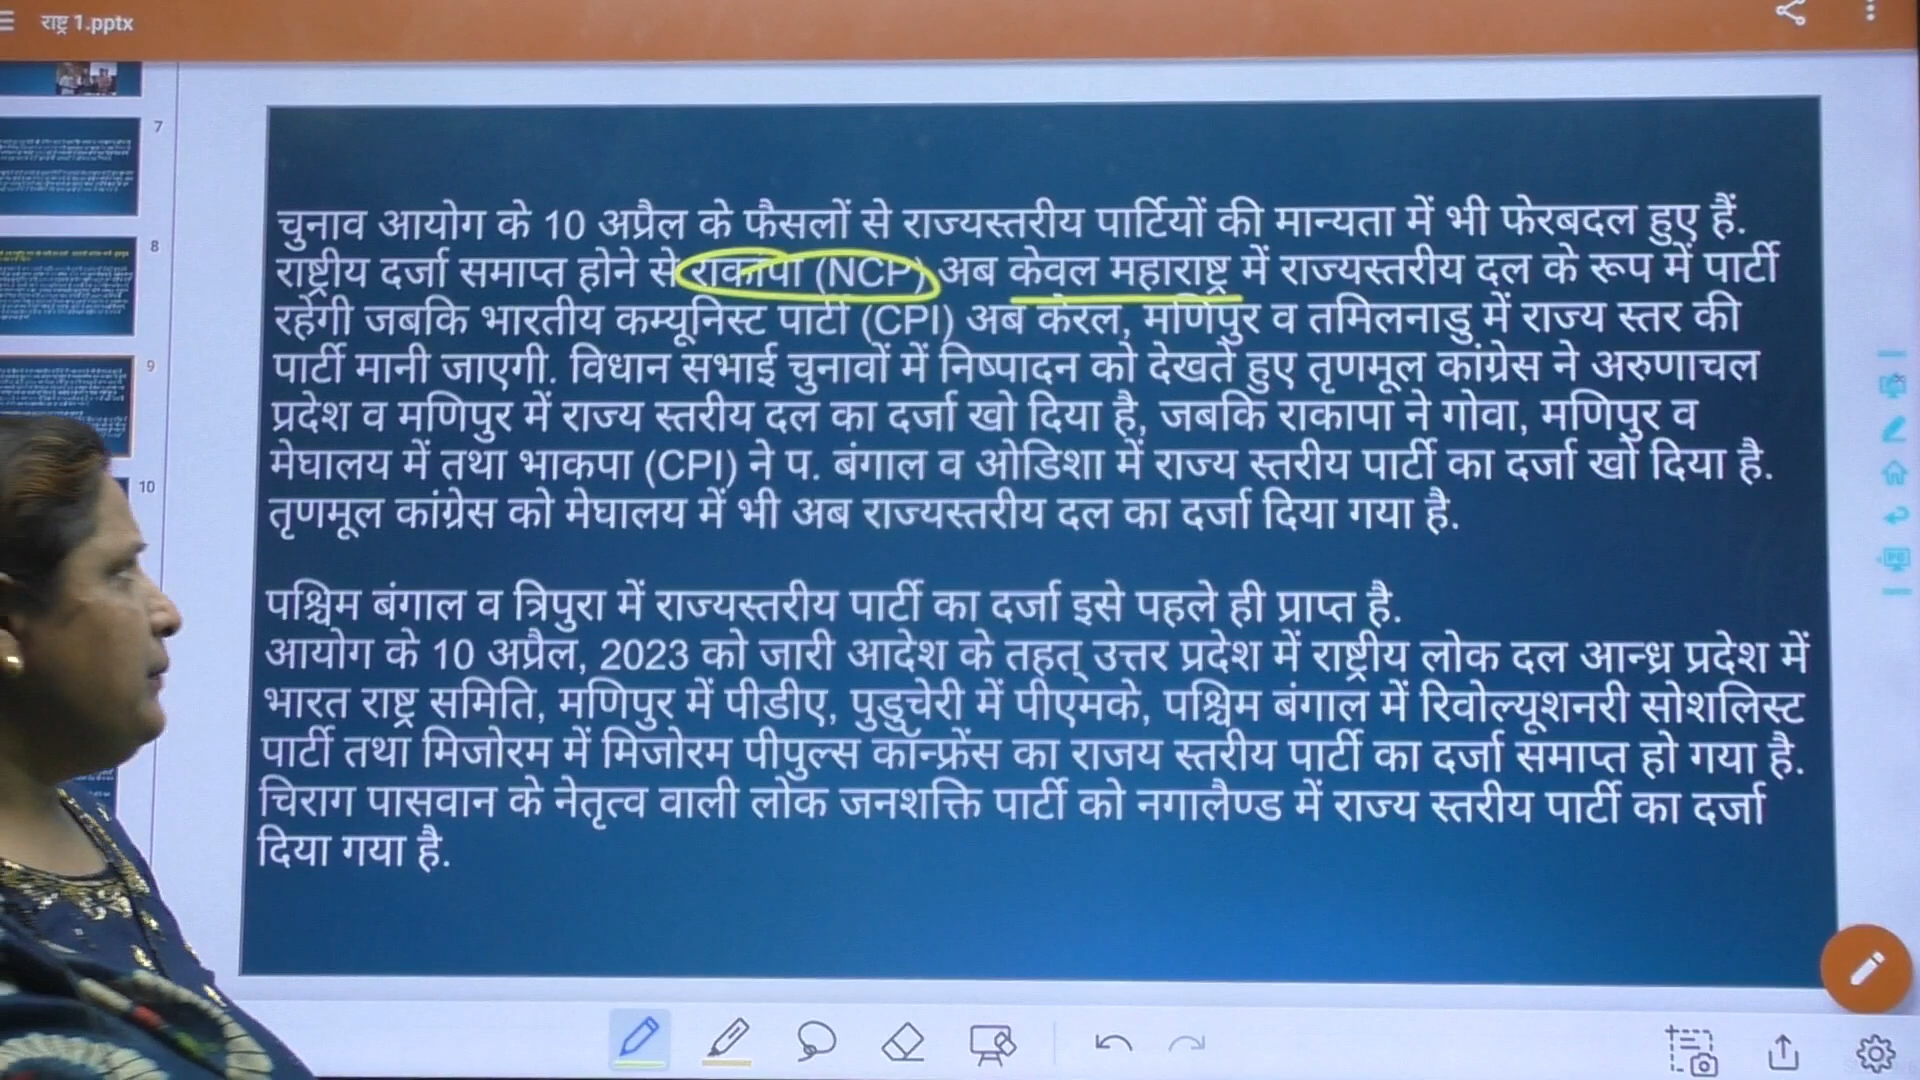 राष्ट्र 1.pptx
7
8
9
10
चुनाव आयोग के 10 अप्रैल के फैसलों से राज्यस्तरीय पार्टियों की मान्यता में भी फेरबदल हुए हैं.
राष्ट्रीय दर्जा समाप्त होने से राकापा (NCP) अब केवल महाराष्ट्र में राज्यस्तरीय दल के रूप में पार्टी
रहेगी जबकि भारतीय कम्यूनिस्ट पार्टी (CPI) अब केरल, मणिपुर व तमिलनाडु में राज्य स्तर की
पार्टी मानी जाएगी. विधान सभाई चुनावों में निष्पादन को देखते हुए तृणमूल कांग्रेस ने अरुणाचल
प्रदेश व मणिपुर में राज्य स्तरीय दल का दर्जा खो दिया है, जबकि राकापा ने गोवा, मणिपुर व
मेघालय में तथा भाकपा (CPI) ने प. बंगाल व ओडिशा में राज्य स्तरीय पार्टी का दर्जा खो दिया है.
तृणमूल कांग्रेस को मेघालय में भी अब राज्यस्तरीय दल का दर्जा दिया गया है.
पश्चिम बंगाल व त्रिपुरा में राज्यस्तरीय पार्टी का दर्जा इसे पहले ही प्राप्त है.
आयोग के 10 अप्रैल, 2023 को जारी आदेश के तहत् उत्तर प्रदेश में राष्ट्रीय लोक दल आन्ध्र प्रदेश में
भारत राष्ट्र समिति, मणिपुर में पीडीए, पुडुचेरी में पीएमके, पश्चिम बंगाल में रिवोल्यूशनरी सोशलिस्ट
पार्टी तथा मिजोरम में मिजोरम पीपुल्स कॉन्फ्रेंस का राजय स्तरीय पार्टी का दर्जा समाप्त हो गया है.
चिराग पासवान के नेतृत्व वाली लोक जनशक्ति पार्टी को नगालैण्ड में राज्य स्तरीय पार्टी का दर्जा
दिया गया है.